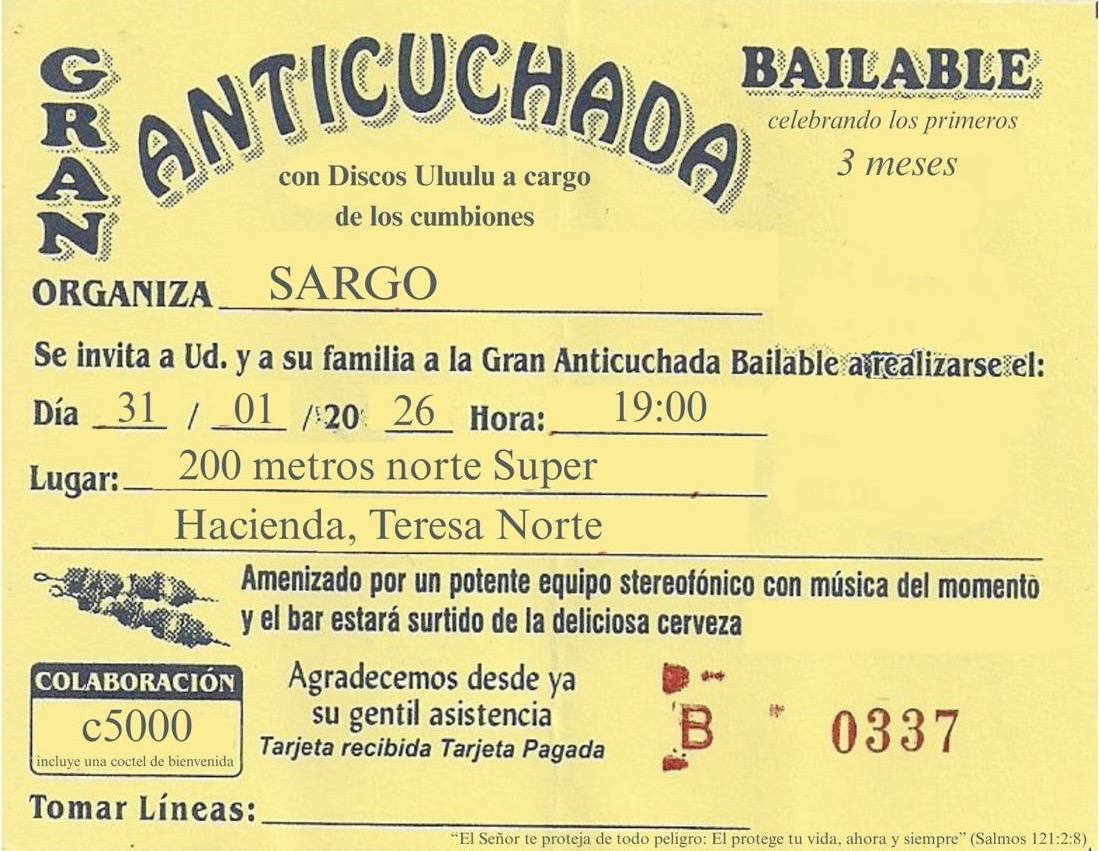 GRAN ANTICUCHADA BAILABLE
celebrando los primeros
3 meses
con Discos Uluulu a cargo
de los cumbiones
ORGANIZA SARGO
Se invita a Ud. y a su familia a la Gran Anticuchada Bailable a realizarse el:
Día 31 / 01 / 20 26 Hora: 19:00
Lugar: 200 metros norte Super
Hacienda, Teresa Norte
Amenizado por un potente equipo stereofónico con música del momento
y el bar estará surtido de la deliciosa cerveza
COLABORACIÓN
c5000
incluye una coctel de bienvenida
Agradecemos desde ya
su gentil asistencia
Tarjeta recibida Tarjeta Pagada
B 0337
Tomar Líneas:
“El Señor te proteja de todo peligro: El protege tu vida, ahora y siempre” (Salmos 121:2:8)